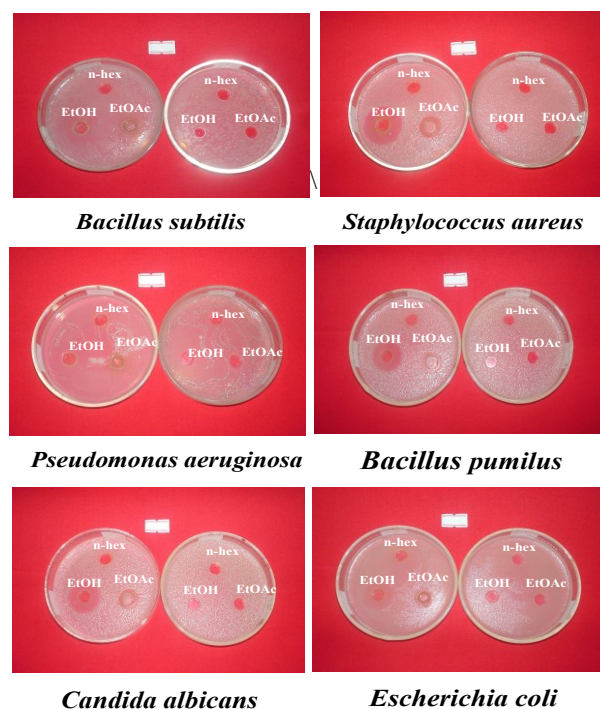 n-hex
EtOH
EtOAc
n-hex
EtOH
EtOAc
\
Bacillus subtilis
n-hex
EtOH
EtOAc
n-hex
EtOH
EtOAc
Staphylococcus aureus
n-hex
EtOH
EtOAc
n-hex
EtOH
EtOAc
Pseudomonas aeruginosa
n-hex
EtOH
EtOAc
n-hex
EtOH
EtOAc
Bacillus pumilus
n-hex
EtOH
EtOAc
n-hex
EtOH
EtOAc
Candida albicans
n-hex
EtOH
EtOAc
n-hex
EtOH
EtOAc
Escherichia coli